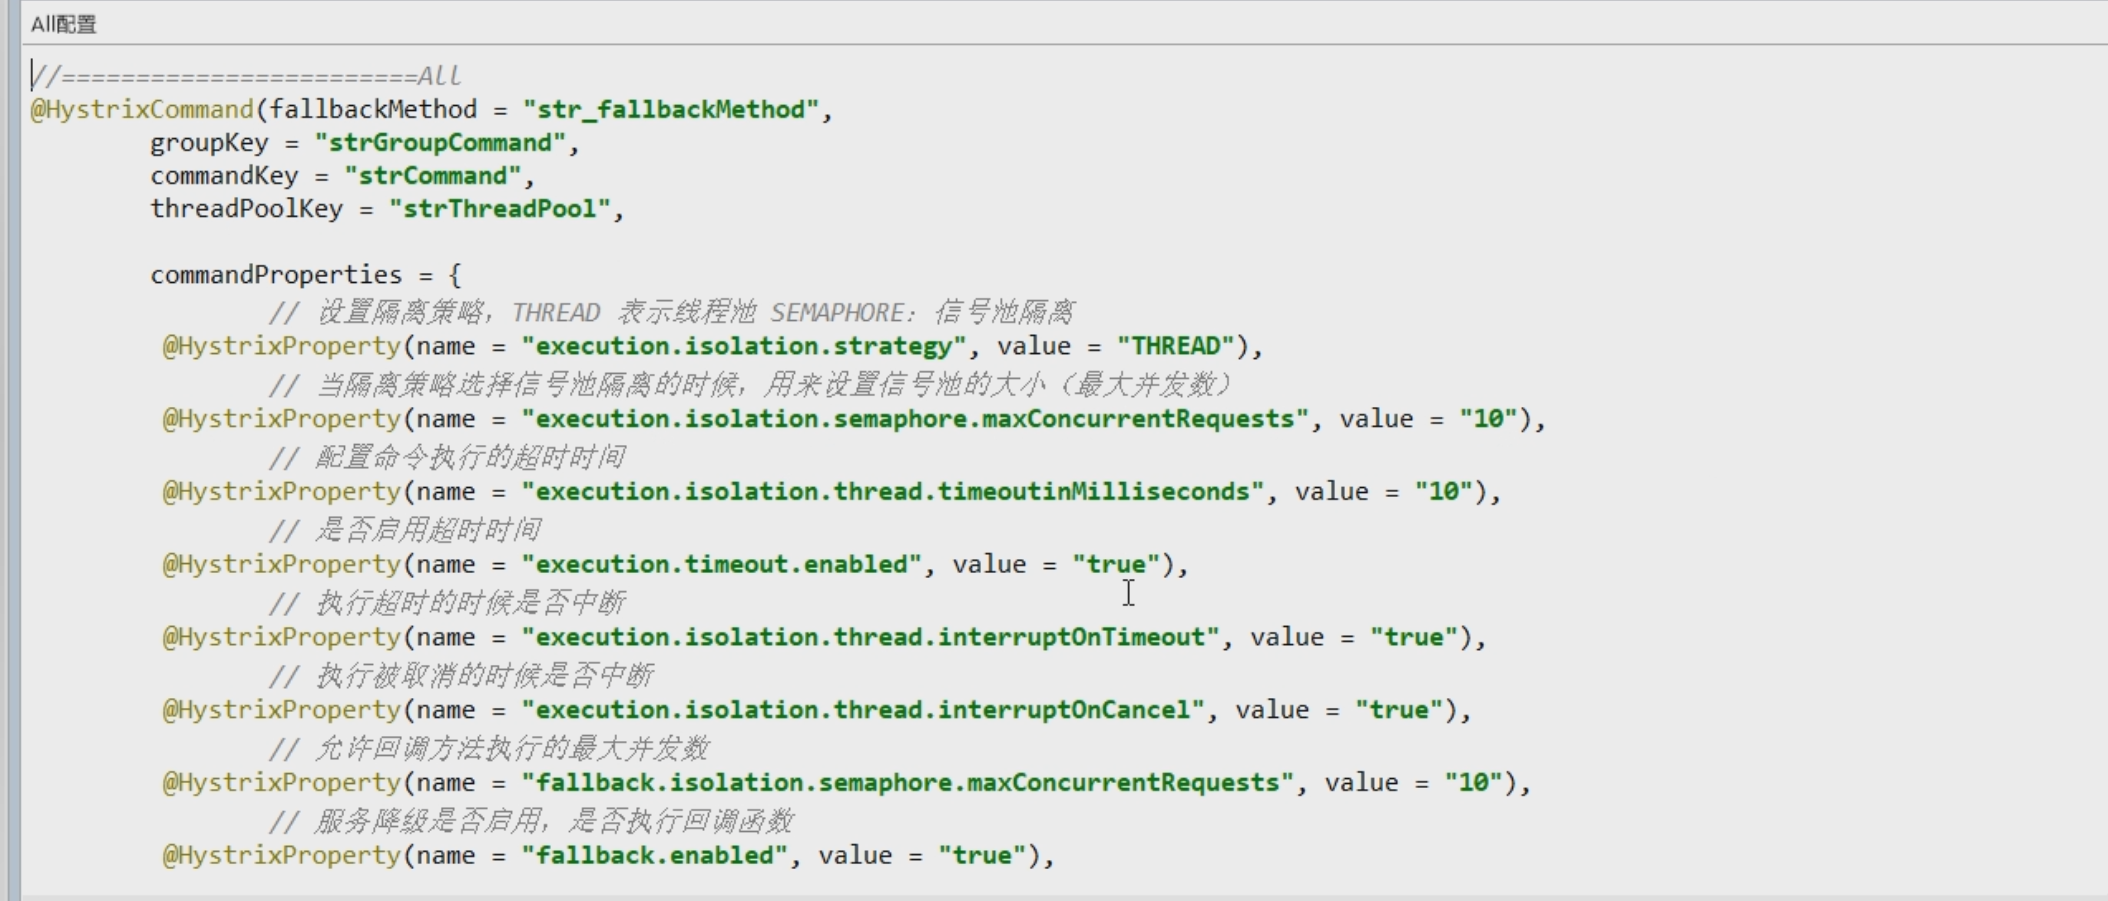 All配置
//========================All
@HystrixCommand(fallbackMethod = "str_fallbackMethod",
groupKey = "strGroupCommand",
commandKey = "strCommand",
threadPoolKey = "strThreadPool",
commandProperties = {
// 设置隔离策略，THREAD 表示线程池 SEMAPHORE：信号池隔离
@HystrixProperty(name = "execution.isolation.strategy", value = "THREAD"),
// 当隔离策略选择信号池隔离的时候，用来设置信号池的大小（最大并发数）
@HystrixProperty(name = "execution.isolation.semaphore.maxConcurrentRequests", value = "10"),
// 配置命令执行的超时时间
@HystrixProperty(name = "execution.isolation.thread.timeoutinMilliseconds", value = "10"),
// 是否启用超时时间
@HystrixProperty(name = "execution.timeout.enabled", value = "true"),
// 执行超时的时候是否中断
@HystrixProperty(name = "execution.isolation.thread.interruptOnTimeout", value = "true"),
// 执行被取消的时候是否中断
@HystrixProperty(name = "execution.isolation.thread.interruptOnCancel", value = "true"),
// 允许回调方法执行的最大并发数
@HystrixProperty(name = "fallback.isolation.semaphore.maxConcurrentRequests", value = "10"),
// 服务降级是否启用，是否执行回调函数
@HystrixProperty(name = "fallback.enabled", value = "true"),